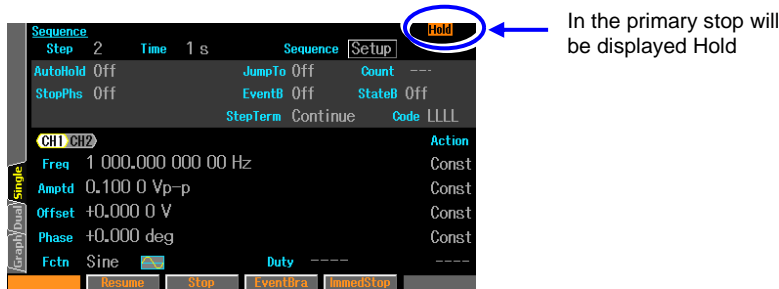 Sequence
Hold
Step 2 Time 1 s Sequence Setup
AutoHold Off JumpTo Off Count ---
StopPhs Off EventB Off StateB Off
StepTerm Continue Code LLLL
CH1 CH2 Action
Freq 1 000.000 000 00 Hz Const
Amptd 0.100 0 Vp-p Const
Offset +0.000 0 V Const
Phase +0.000 deg Const
Fctn Sine Duty ---- ----
Resume Stop EventBra ImmedStop
Single
Dual
Graph
In the primary stop will
be displayed Hold